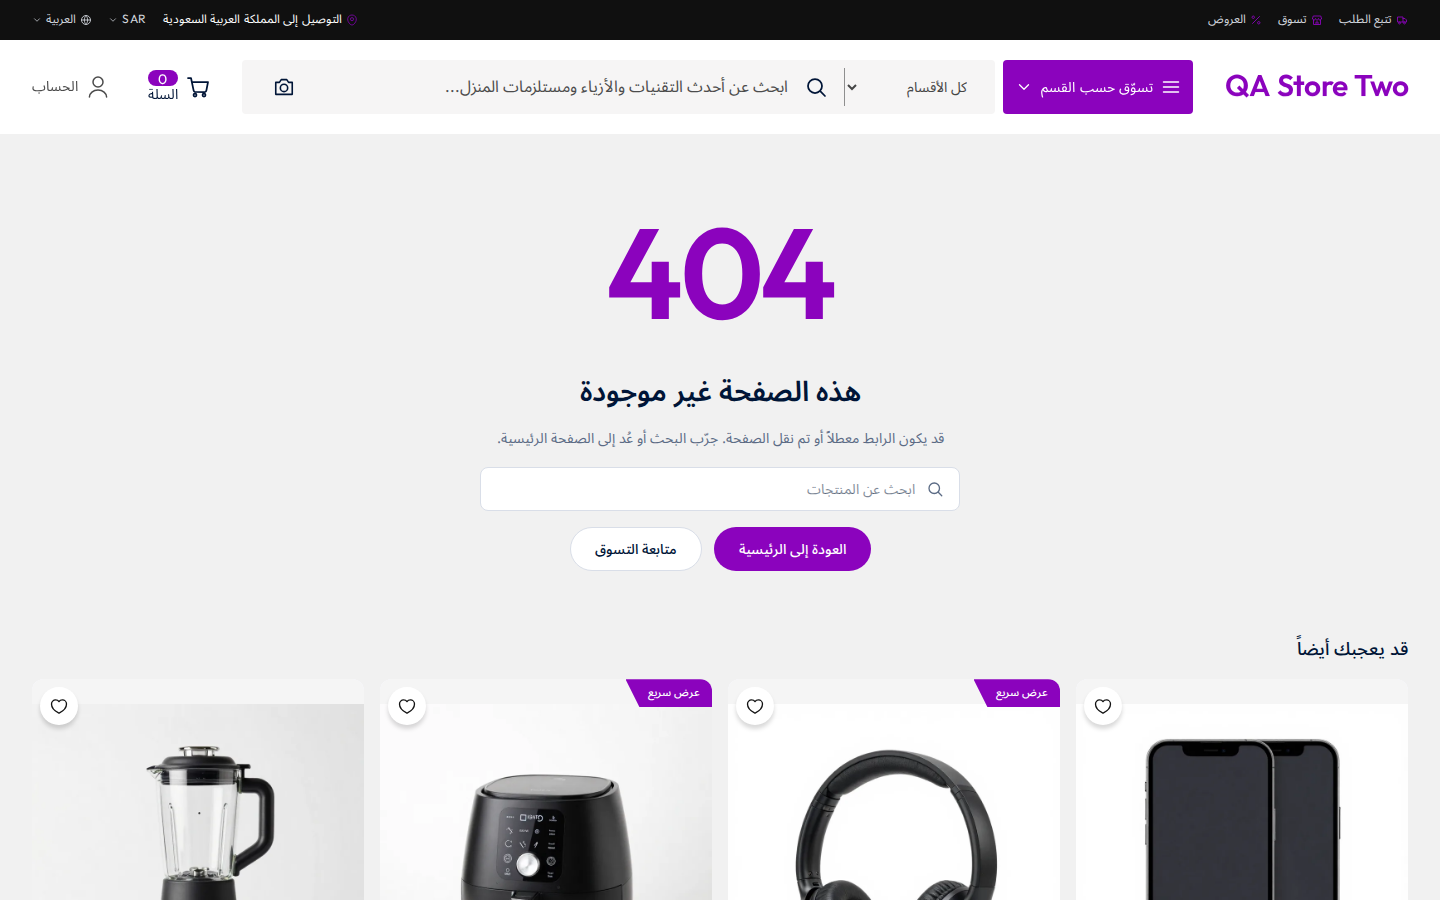 تتبع الطلب
تسوق
العروض
التوصيل إلى المملكة العربية السعودية
SAR
العربية
QA Store Two
تسوّق حسب القسم
كل الأقسام
ابحث عن أحدث التقنيات والأزياء ومستلزمات المنزل...
0
السلة
الحساب
404
هذه الصفحة غير موجودة
قد يكون الرابط معطلاً أو تم نقل الصفحة. جرّب البحث أو عُد إلى الصفحة الرئيسية.
ابحث عن المنتجات
العودة إلى الرئيسية
متابعة التسوق
قد يعجبك أيضاً
عرض سريع
عرض سريع